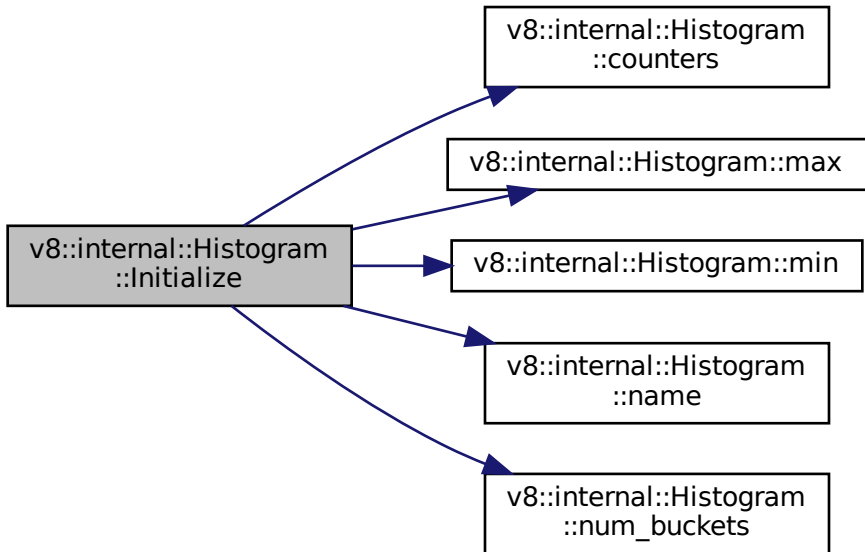 v8::internal::Histogram
::counters
v8::internal::Histogram::max
v8::internal::Histogram
::Initialize
v8::internal::Histogram::min
v8::internal::Histogram
::name
v8::internal::Histogram
::num_buckets